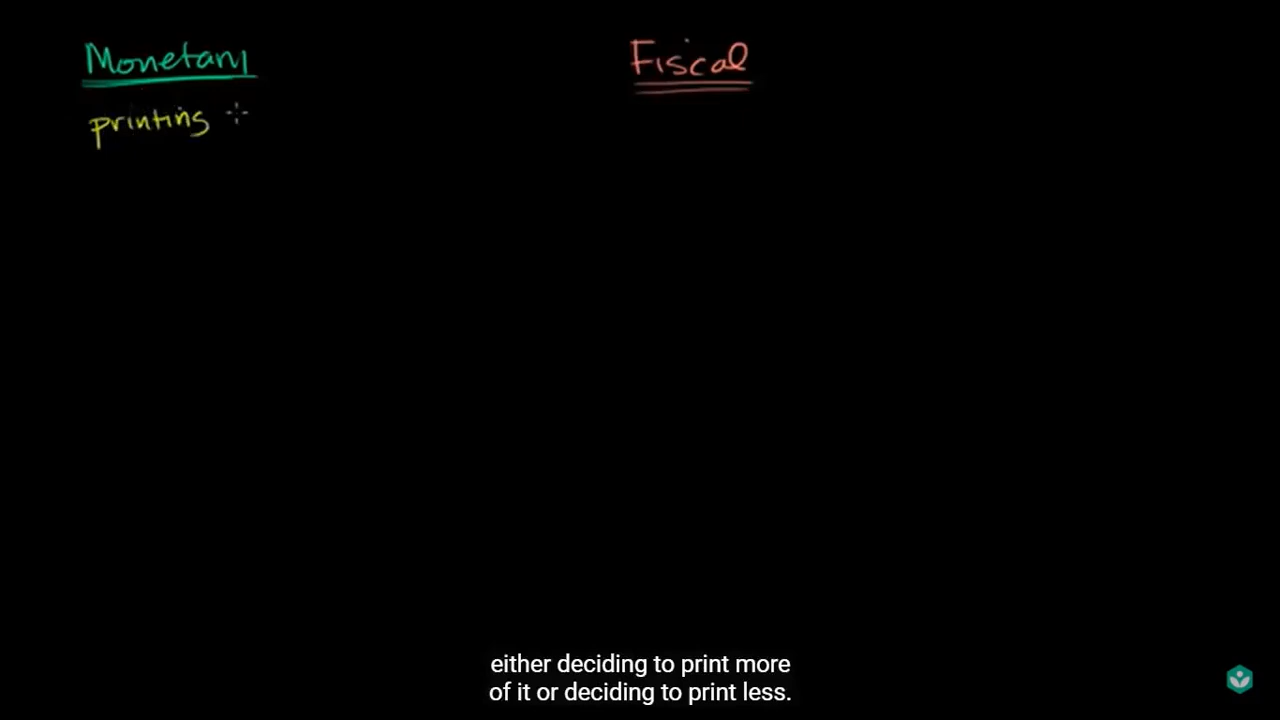 Monetary
Fiscal
printing
either deciding to print more
of it or deciding to print less.